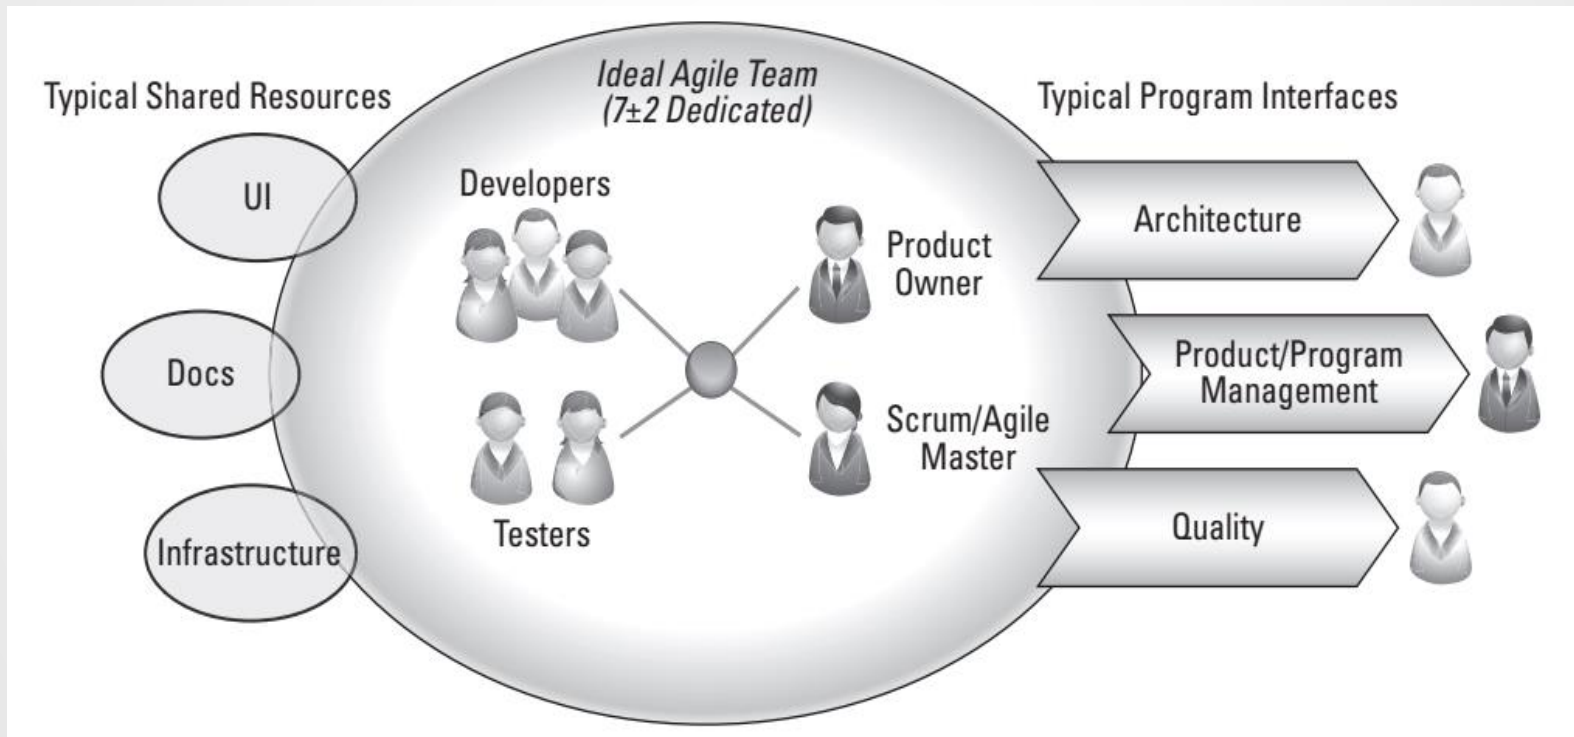 Typical Shared Resources
UI
Docs
Infrastructure
Ideal Agile Team
(7±2 Dedicated)
Developers
Testers
Product
Owner
Scrum/Agile
Master
Typical Program Interfaces
Architecture
Product/Program
Management
Quality